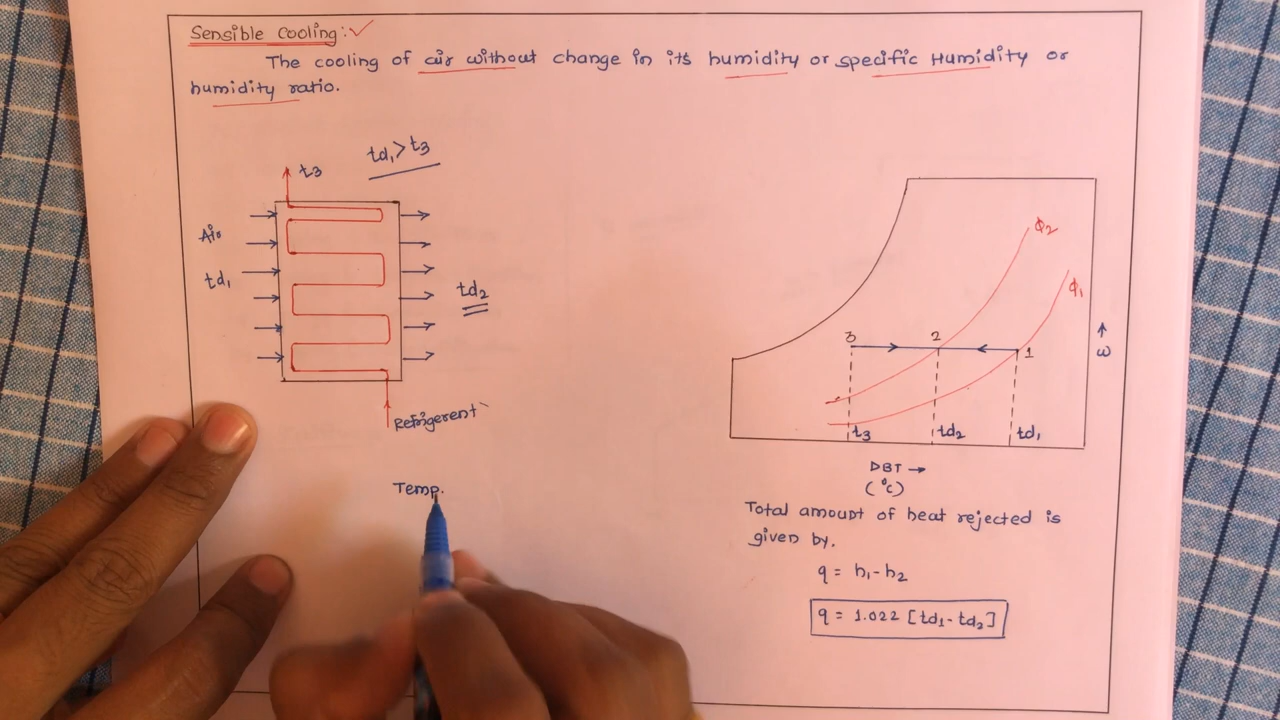 Sensible Cooling:✓
The cooling of air without change in its humidity or specific Humidity or
humidity ratio.
td₁ > t₃
t₃
Air
td₁
td₂
Refrigerent
Temp.
ϕ₂
ϕ₁
3 2 1
ω
t₃ td₂ td₁
DBT →
(°C)
Total amount of heat rejected is
given by.
q = h₁-h₂
q = 1.022 [td₁-td₂]